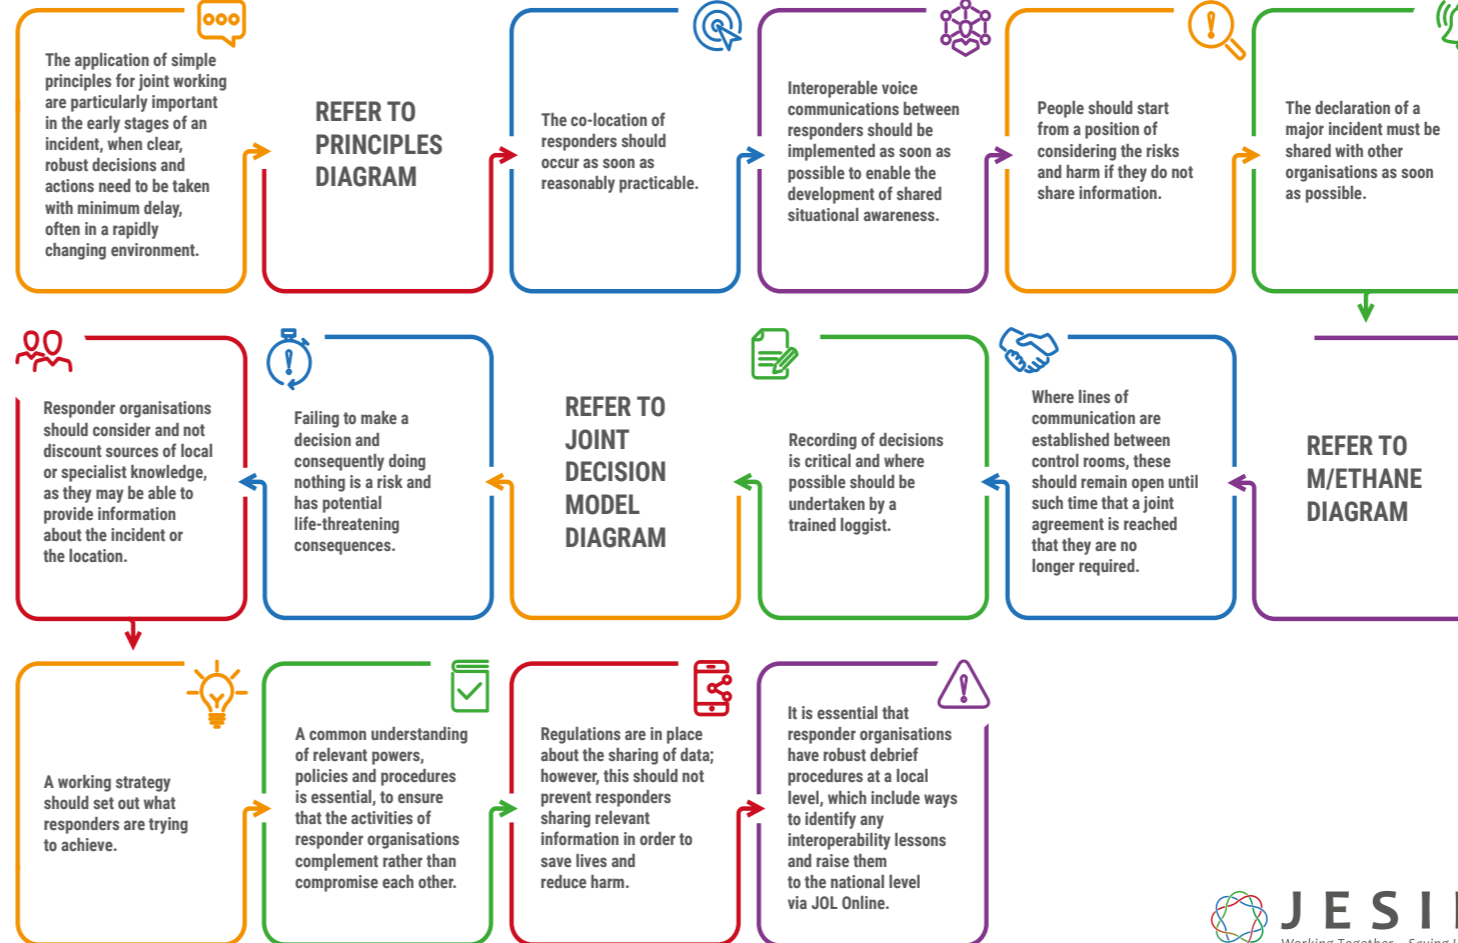 The application of simple
principles for joint working
are particularly important
in the early stages of an
incident, when clear,
robust decisions and
actions need to be taken
with minimum delay,
often in a rapidly
changing environment.
REFER TO
PRINCIPLES
DIAGRAM
The co-location of
responders should
occur as soon as
reasonably practicable.
Interoperable voice
communications between
responders should be
implemented as soon as
possible to enable the
development of shared
situational awareness.
People should start
from a position of
considering the risks
and harm if they do not
share information.
The declaration of a
major incident must be
shared with other
organisations as soon
as possible.
REFER TO
M/ETHANE
DIAGRAM
Where lines of
communication are
established between
control rooms, these
should remain open until
such time that a joint
agreement is reached
that they are no
longer required.
Recording of decisions
is critical and where
possible should be
undertaken by a
trained loggist.
REFER TO
JOINT
DECISION
MODEL
DIAGRAM
Failing to make a
decision and
consequently doing
nothing is a risk and
has potential
life-threatening
consequences.
Responder organisations
should consider and not
discount sources of local
or specialist knowledge,
as they may be able to
provide information
about the incident or
the location.
A working strategy
should set out what
responders are trying
to achieve.
A common understanding
of relevant powers,
policies and procedures
is essential, to ensure
that the activities of
responder organisations
complement rather than
compromise each other.
Regulations are in place
about the sharing of data;
however, this should not
prevent responders
sharing relevant
information in order to
save lives and
reduce harm.
It is essential that
responder organisations
have robust debrief
procedures at a local
level, which include ways
to identify any
interoperability lessons
and raise them
to the national level
via JOL Online.
JESI
Working Together – Saving